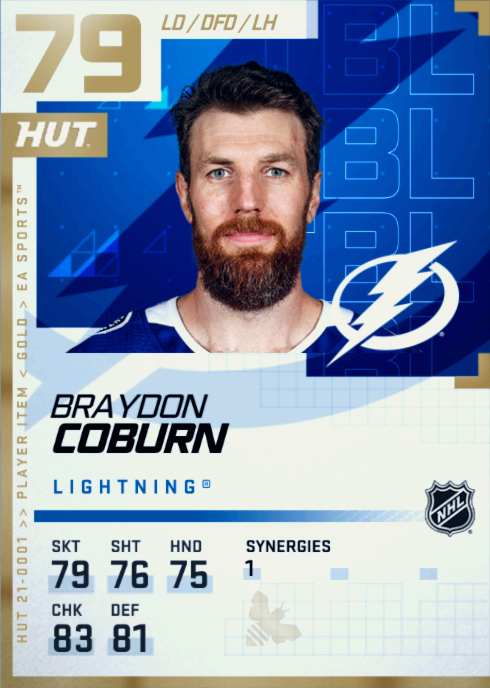 79
LD / DFD / LH
HUT
BL
BL
BL
HUT 21-0001 >> PLAYER ITEM < GOLD > EA SPORTS™
BRAYDON
COBURN
LIGHTNING®
NHL
SKT SHT HND SYNERGIES
79 76 75 1
CHK DEF
83 81